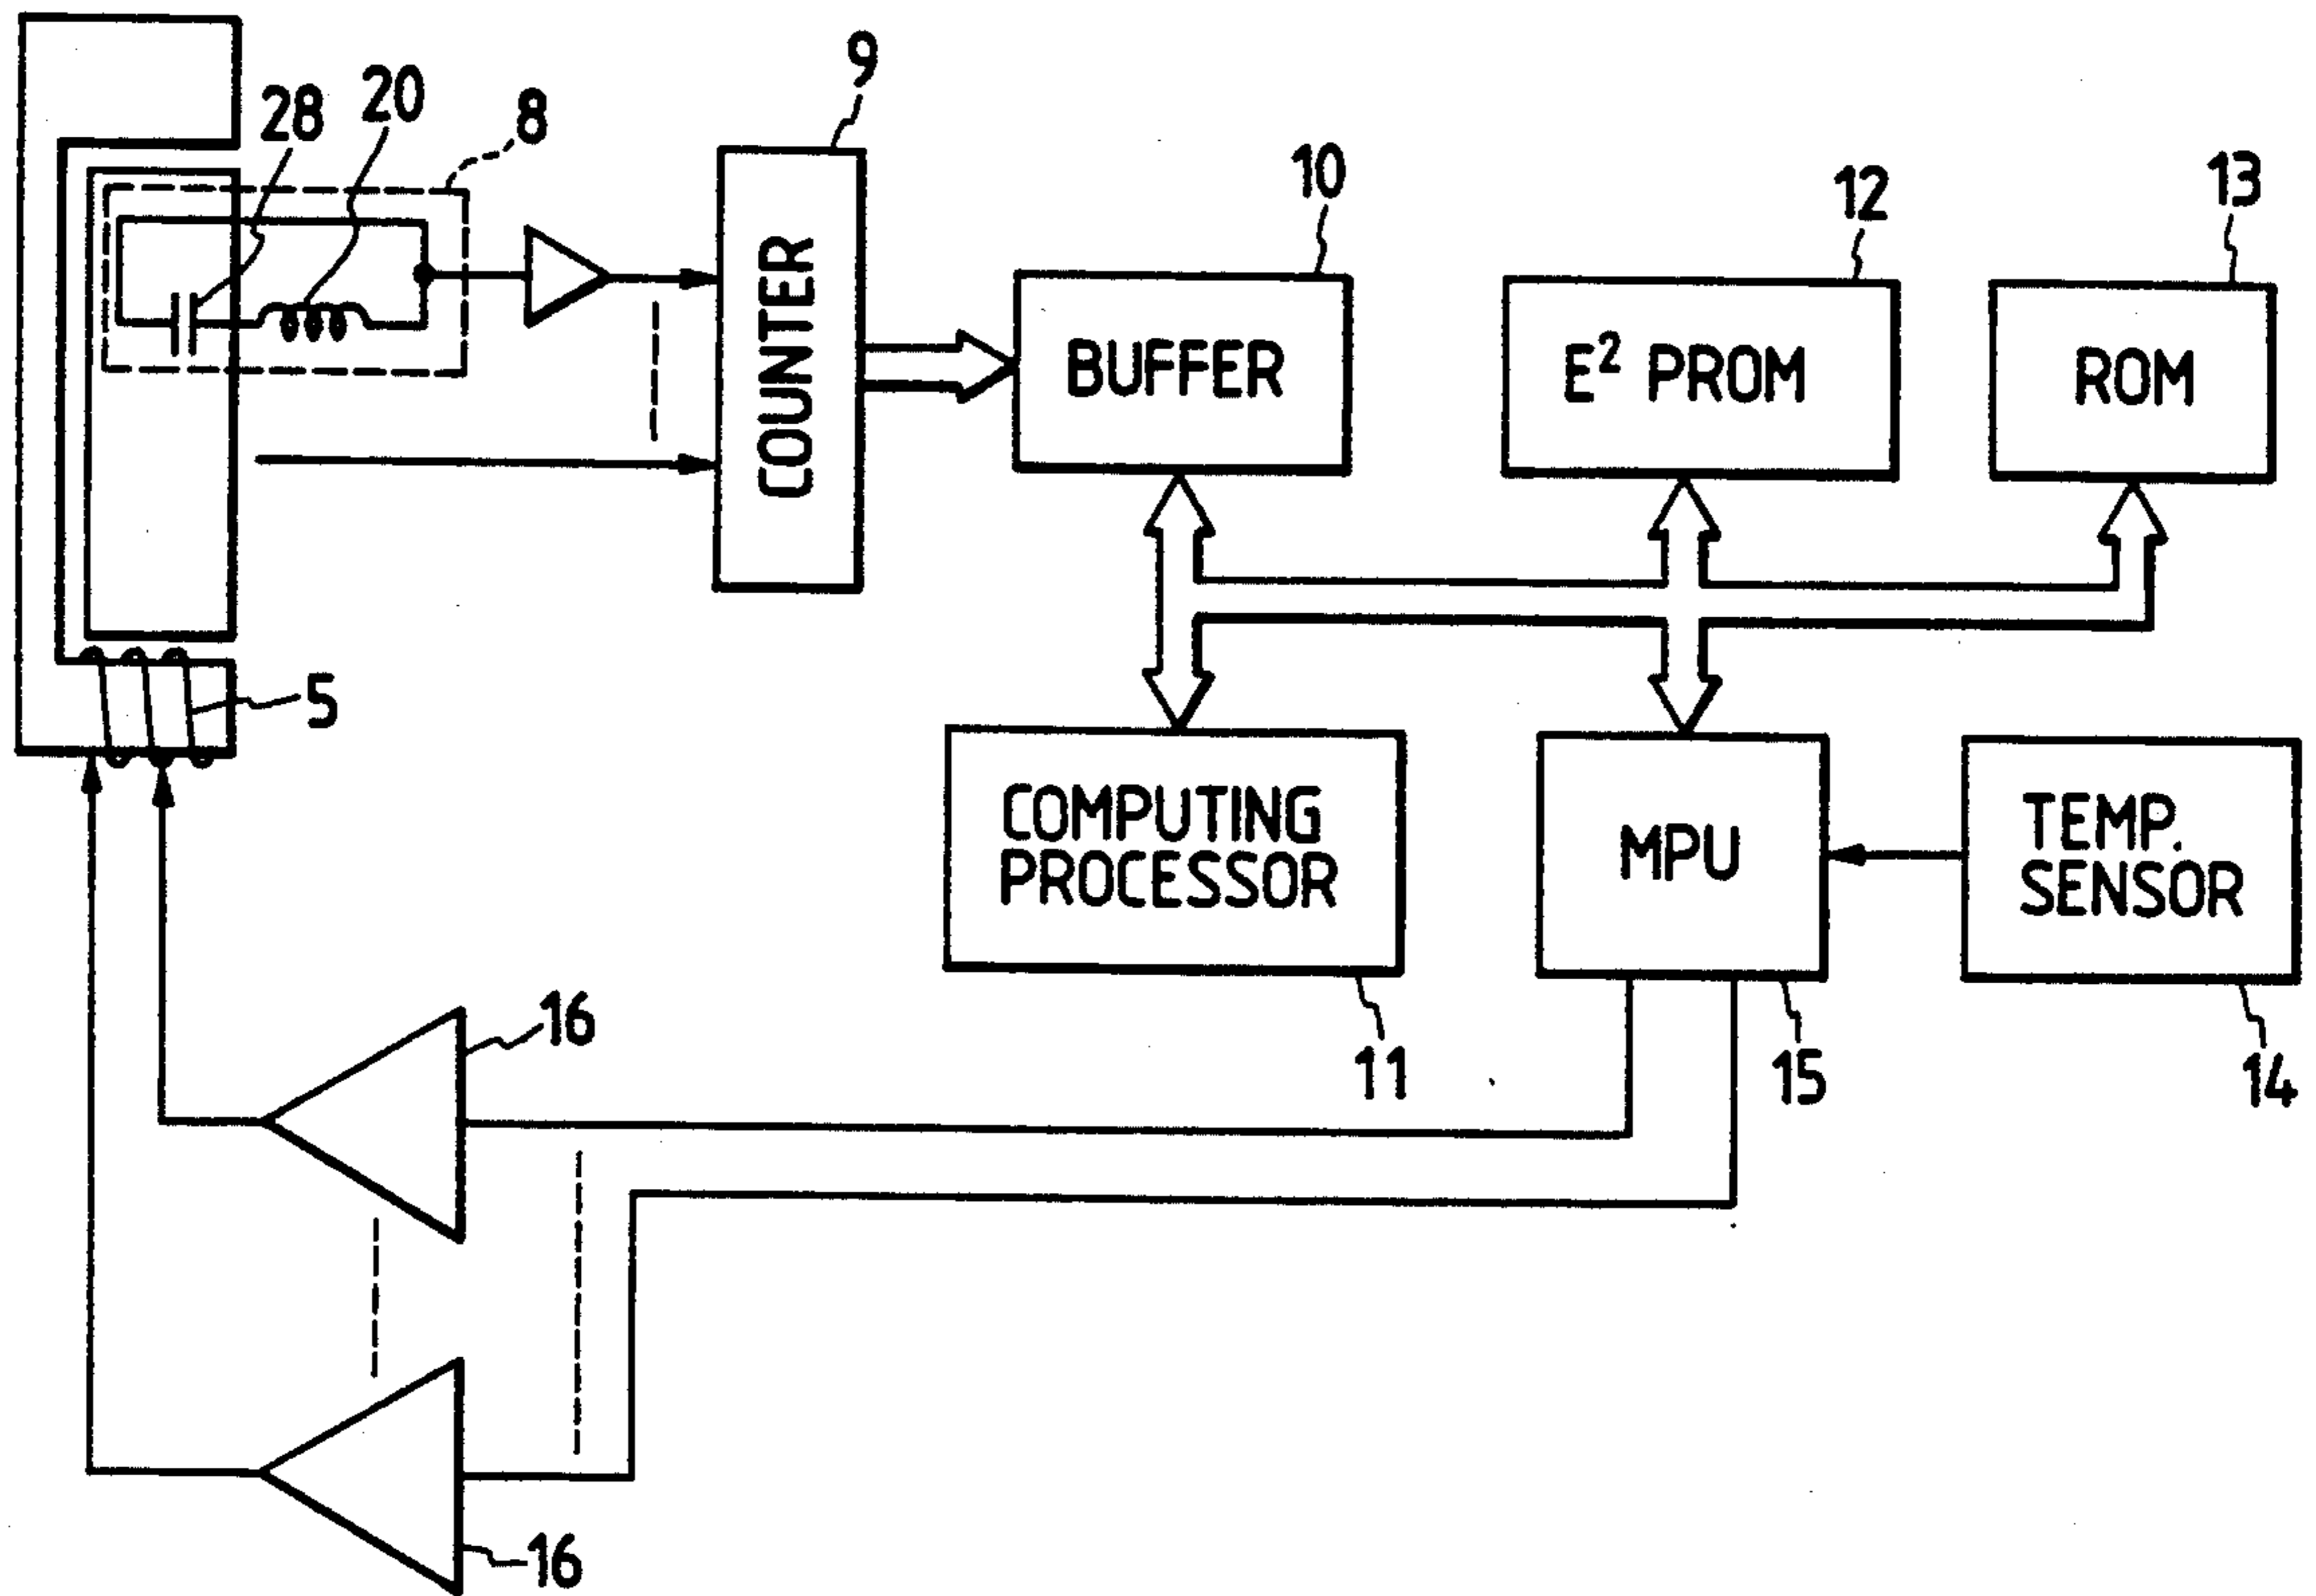 9
28
20
8
10
12
13
COUNTER
BUFFER
E² PROM
ROM
5
COMPUTING
PROCESSOR
MPU
TEMP.
SENSOR
16
11
15
14
16